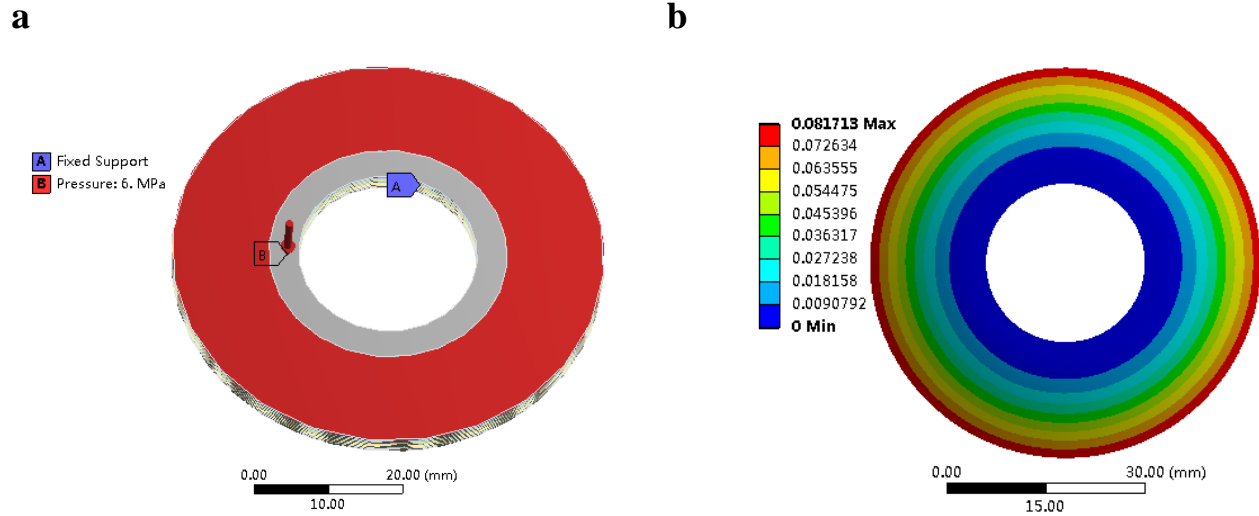 a
A Fixed Support
B Pressure: 6. MPa
A
B
0.00 20.00 (mm)
10.00
b
0.081713 Max
0.072634
0.063555
0.054475
0.045396
0.036317
0.027238
0.018158
0.0090792
0 Min
0.00 30.00 (mm)
15.00